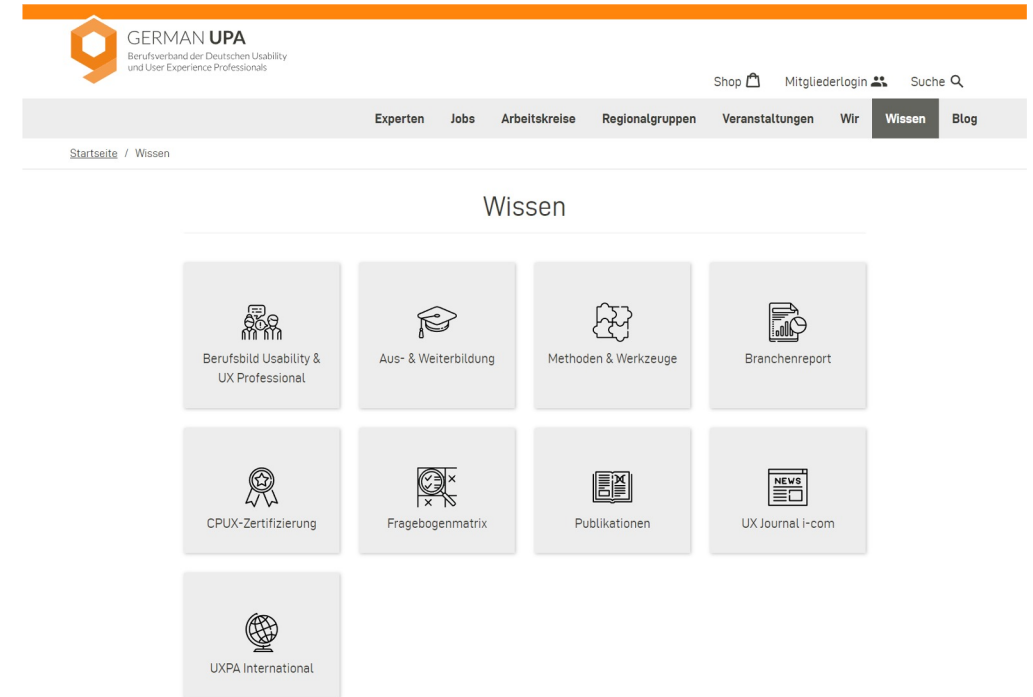 GERMAN UPA
Berufsverband der Deutschen Usability
und User Experience Professionals
Shop Mitgliederlogin Suche
Experten Jobs Arbeitskreise Regionalgruppen Veranstaltungen Wir Wissen Blog
Startseite / Wissen
Wissen
Berufsbild Usability &
UX Professional
Aus- & Weiterbildung
Methoden & Werkzeuge
Branchenreport
CPUX-Zertifizierung
Fragebogenmatrix
Publikationen
NEWS
UX Journal i-com
UXPA International